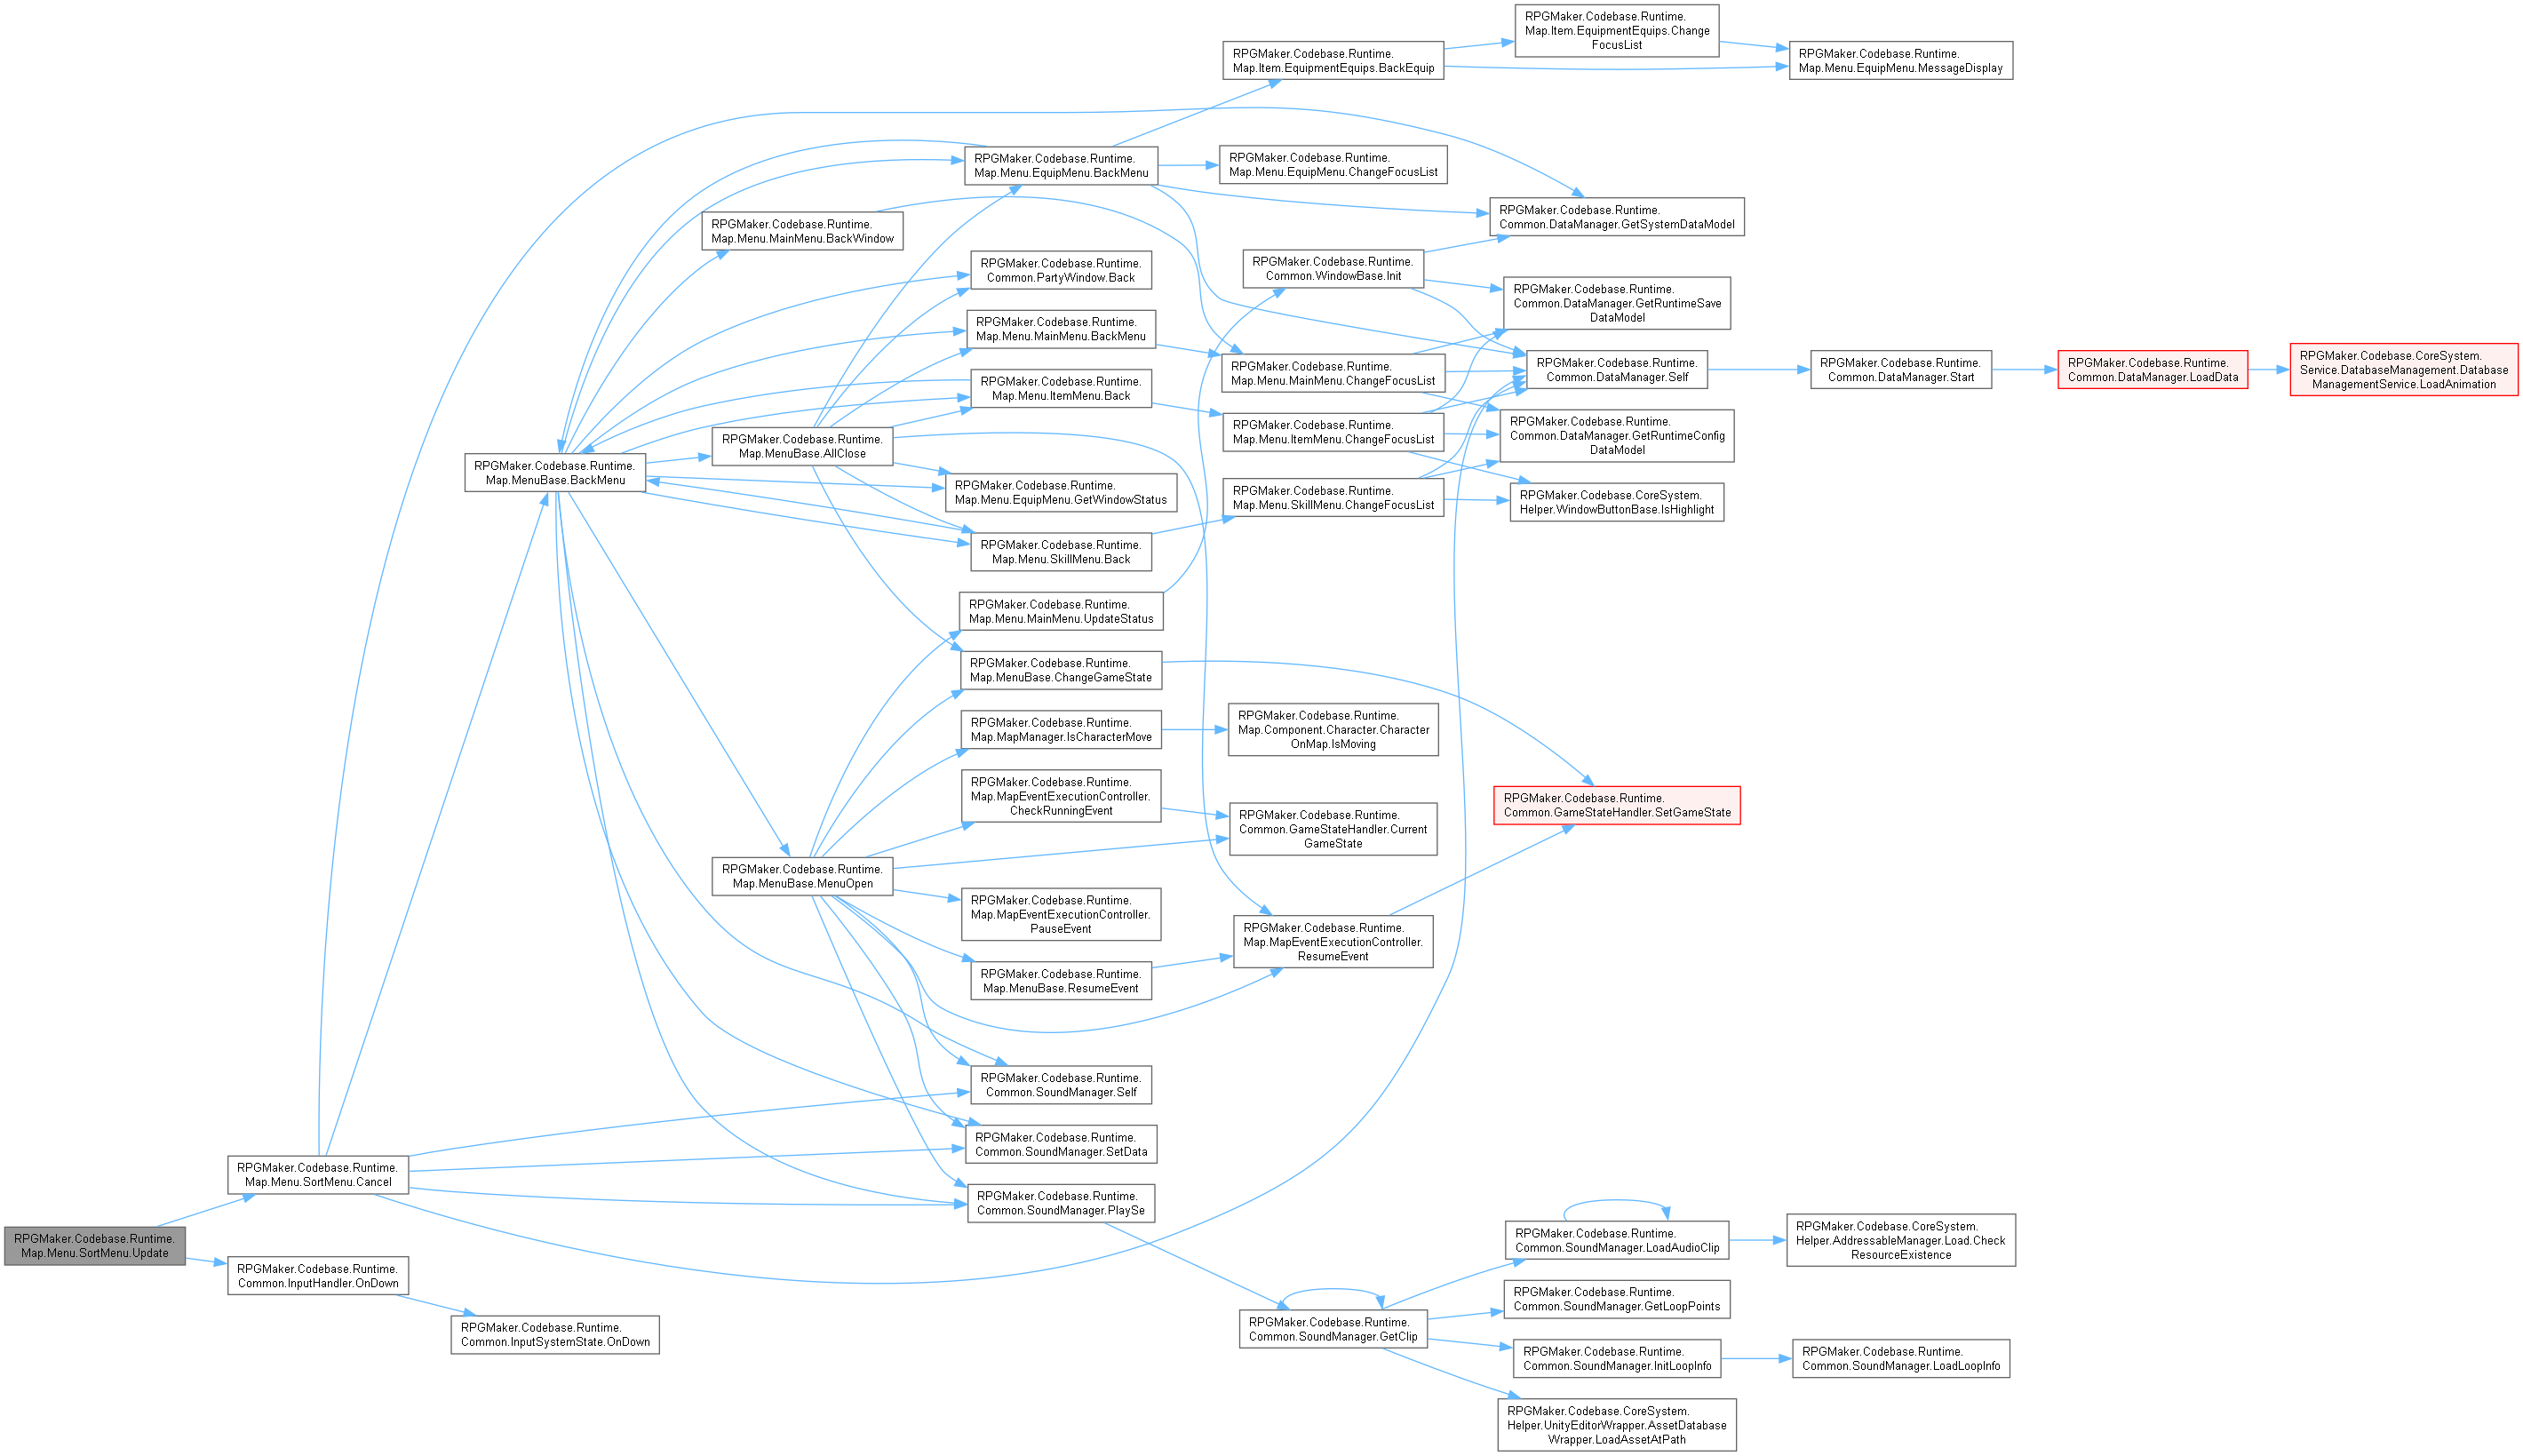 RPGMaker.Codebase.Runtime.
Map.Menu.SortMenu.Update
RPGMaker.Codebase.Runtime.
Map.Menu.SortMenu.Cancel
RPGMaker.Codebase.Runtime.
Common.InputHandler.OnDown
RPGMaker.Codebase.Runtime.
Map.MenuBase.BackMenu
RPGMaker.Codebase.Runtime.
Common.InputSystemState.OnDown
RPGMaker.Codebase.Runtime.
Map.Menu.MainMenu.BackWindow
RPGMaker.Codebase.Runtime.
Map.MenuBase.AllClose
RPGMaker.Codebase.Runtime.
Map.MenuBase.MenuOpen
RPGMaker.Codebase.Runtime.
Map.Menu.EquipMenu.BackMenu
RPGMaker.Codebase.Runtime.
Common.PartyWindow.Back
RPGMaker.Codebase.Runtime.
Map.Menu.MainMenu.BackMenu
RPGMaker.Codebase.Runtime.
Map.Menu.ItemMenu.Back
RPGMaker.Codebase.Runtime.
Map.Menu.EquipMenu.GetWindowStatus
RPGMaker.Codebase.Runtime.
Map.Menu.SkillMenu.Back
RPGMaker.Codebase.Runtime.
Map.Menu.MainMenu.UpdateStatus
RPGMaker.Codebase.Runtime.
Map.MenuBase.ChangeGameState
RPGMaker.Codebase.Runtime.
Map.MapManager.IsCharacterMove
RPGMaker.Codebase.Runtime.
Map.MapEventExecutionController.
CheckRunningEvent
RPGMaker.Codebase.Runtime.
Map.MapEventExecutionController.
PauseEvent
RPGMaker.Codebase.Runtime.
Map.MenuBase.ResumeEvent
RPGMaker.Codebase.Runtime.
Common.SoundManager.Self
RPGMaker.Codebase.Runtime.
Common.SoundManager.SetData
RPGMaker.Codebase.Runtime.
Common.SoundManager.PlaySe
RPGMaker.Codebase.Runtime.
Map.Item.EquipmentEquips.BackEquip
RPGMaker.Codebase.Runtime.
Map.Menu.EquipMenu.ChangeFocusList
RPGMaker.Codebase.Runtime.
Common.WindowBase.Init
RPGMaker.Codebase.Runtime.
Map.Menu.MainMenu.ChangeFocusList
RPGMaker.Codebase.Runtime.
Map.Menu.ItemMenu.ChangeFocusList
RPGMaker.Codebase.Runtime.
Map.Menu.SkillMenu.ChangeFocusList
RPGMaker.Codebase.Runtime.
Map.Component.Character.Character
OnMap.IsMoving
RPGMaker.Codebase.Runtime.
Common.GameStateHandler.Current
GameState
RPGMaker.Codebase.Runtime.
Map.MapEventExecutionController.
ResumeEvent
RPGMaker.Codebase.Runtime.
Common.SoundManager.GetClip
RPGMaker.Codebase.Runtime.
Map.Item.EquipmentEquips.Change
FocusList
RPGMaker.Codebase.Runtime.
Common.DataManager.GetSystemDataModel
RPGMaker.Codebase.Runtime.
Common.DataManager.GetRuntimeSave
DataModel
RPGMaker.Codebase.Runtime.
Common.DataManager.Self
RPGMaker.Codebase.Runtime.
Common.DataManager.GetRuntimeConfig
DataModel
RPGMaker.Codebase.CoreSystem.
Helper.WindowButtonBase.IsHighlight
RPGMaker.Codebase.Runtime.
Common.GameStateHandler.SetGameState
RPGMaker.Codebase.Runtime.
Common.SoundManager.LoadAudioClip
RPGMaker.Codebase.Runtime.
Common.SoundManager.GetLoopPoints
RPGMaker.Codebase.Runtime.
Common.SoundManager.InitLoopInfo
RPGMaker.Codebase.CoreSystem.
Helper.UnityEditorWrapper.AssetDatabase
Wrapper.LoadAssetAtPath
RPGMaker.Codebase.Runtime.
Map.Menu.EquipMenu.MessageDisplay
RPGMaker.Codebase.Runtime.
Common.DataManager.Start
RPGMaker.Codebase.CoreSystem.
Helper.AddressableManager.Load.Check
ResourceExistence
RPGMaker.Codebase.Runtime.
Common.SoundManager.LoadLoopInfo
RPGMaker.Codebase.Runtime.
Common.DataManager.LoadData
RPGMaker.Codebase.CoreSystem.
Service.DatabaseManagement.Database
ManagementService.LoadAnimation